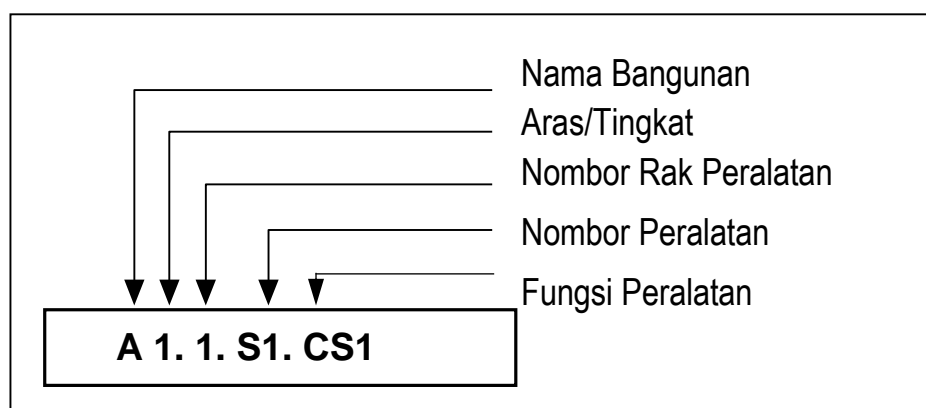 Nama Bangunan
Aras/Tingkat
Nombor Rak Peralatan
Nombor Peralatan
Fungsi Peralatan
A 1. 1. S1. CS1